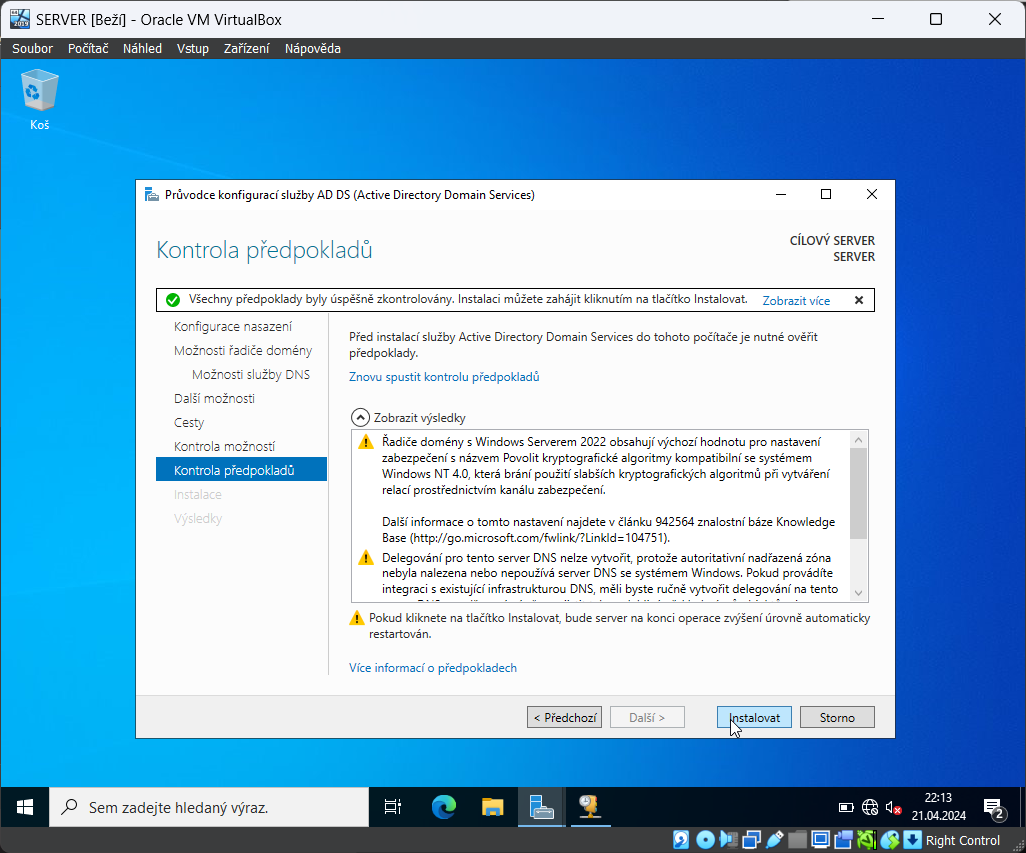 SERVER [Beží] - Oracle VM VirtualBox
Soubor Počítač Náhled Vstup Zařízení Nápověda
Koš
Průvodce konfigurací služby AD DS (Active Directory Domain Services)
Kontrola předpokladů
CÍLOVÝ SERVER
SERVER
Všechny předpoklady byly úspěšně zkontrolovány. Instalaci můžete zahájit kliknutím na tlačítko Instalovat. Zobrazit více
Konfigurace nasazení
Možnosti řadiče domény
Možnosti služby DNS
Další možnosti
Cesty
Kontrola možností
Kontrola předpokladů
Instalace
Výsledky
Před instalací služby Active Directory Domain Services do tohoto počítače je nutné ověřit
předpoklady.
Znovu spustit kontrolu předpokladů
Zobrazit výsledky
Řadiče domény s Windows Serverem 2022 obsahují výchozí hodnotu pro nastavení
zabezpečení s názvem Povolit kryptografické algoritmy kompatibilní se systémem
Windows NT 4.0, která brání použití slabších kryptografických algoritmů při vytváření
relací prostřednictvím kanálu zabezpečení.
Další informace o tomto nastavení najdete v článku 942564 znalostní báze Knowledge
Base (http://go.microsoft.com/fwlink/?LinkId=104751).
Delegování pro tento server DNS nelze vytvořit, protože autoritativní nadřazená zóna
nebyla nalezena nebo nepoužívá server DNS se systémem Windows. Pokud provádíte
integraci s existující infrastrukturou DNS, měli byste ručně vytvořit delegování na tento
Pokud kliknete na tlačítko Instalovat, bude server na konci operace zvýšení úrovně automaticky
restartován.
Více informací o předpokladech
< Předchozí Další > Instalovat Storno
Sem zadejte hledaný výraz.
22:13
21.04.2024
2
Right Control